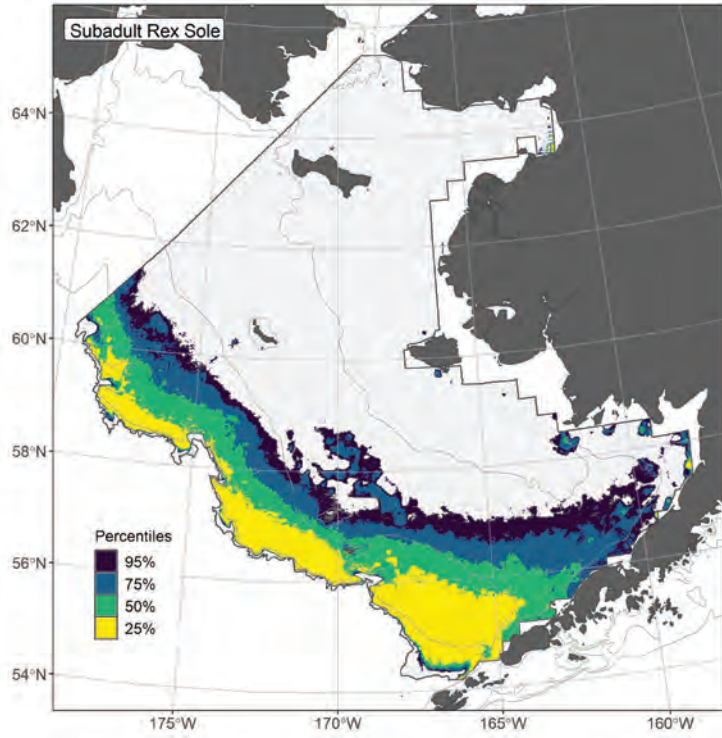 Subadult Rex Sole
64°N
62°N
60°N
58°N
56°N
54°N
Percentiles
95%
75%
50%
25%
175°W
170°W
165°W
160°W